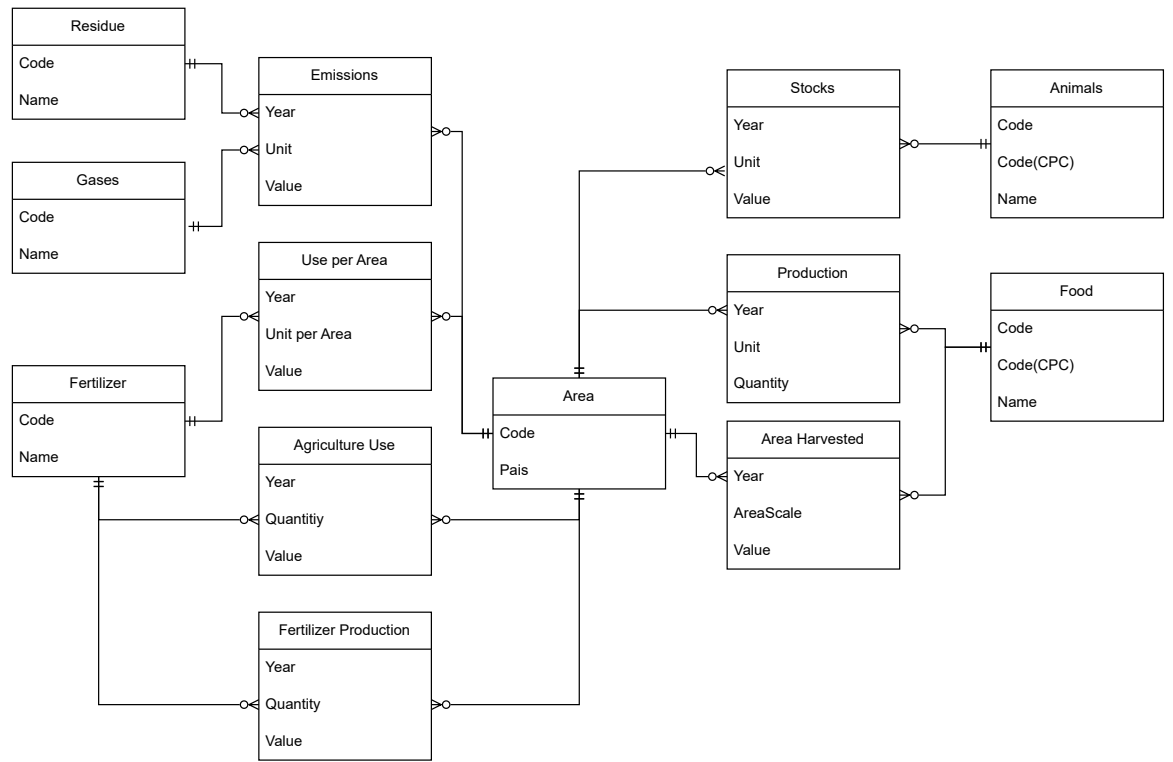 Residue
Code
Name
Gases
Code
Name
Fertilizer
Code
Name
Emissions
Year
Unit
Value
Use per Area
Year
Unit per Area
Value
Agriculture Use
Year
Quantitiy
Value
Fertilizer Production
Year
Quantity
Value
Area
Code
Pais
Stocks
Year
Unit
Value
Production
Year
Unit
Quantity
Area Harvested
Year
AreaScale
Value
Animals
Code
Code(CPC)
Name
Food
Code
Code(CPC)
Name